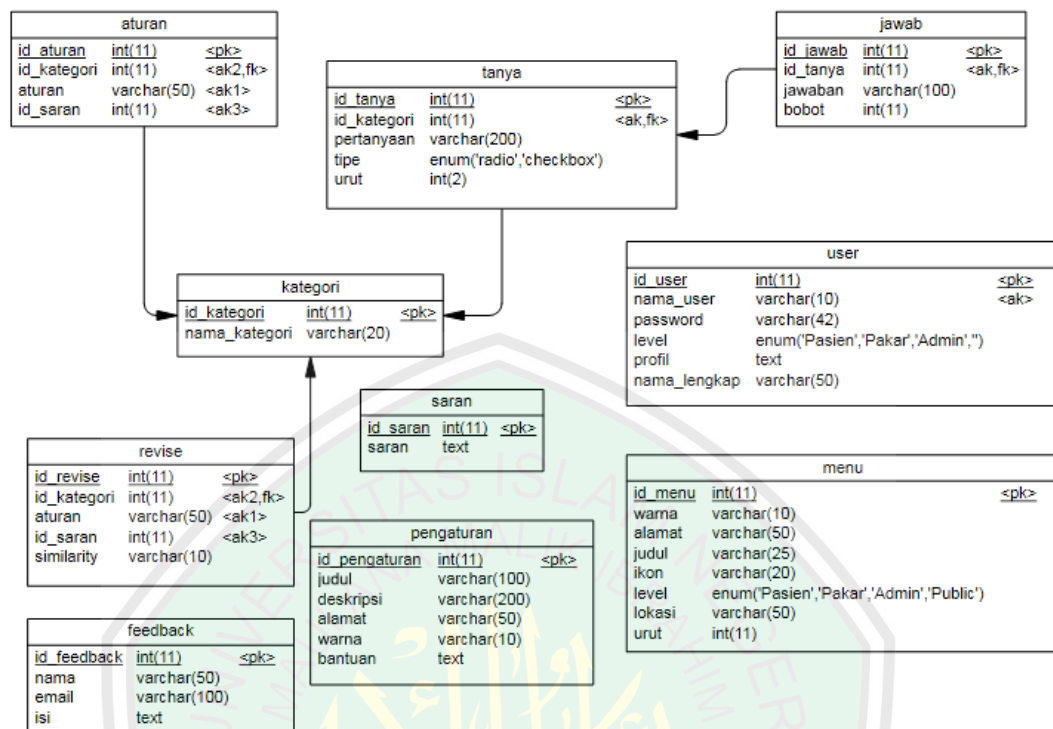 aturan
id_aturan int(11) <pk>
id_kategori int(11) <ak2,fk>
aturan varchar(50) <ak1>
id_saran int(11) <ak3>
jawab
id_jawab int(11) <pk>
id_tanya int(11) <ak,fk>
jawaban varchar(100)
bobot int(11)
tanya
id_tanya int(11) <pk>
id_kategori int(11) <ak,fk>
pertanyaan varchar(200)
tipe enum('radio','checkbox')
urut int(2)
kategori
id_kategori int(11) <pk>
nama_kategori varchar(20)
user
id_user int(11) <pk>
nama_user varchar(10) <ak>
password varchar(42)
level enum('Pasien','Pakar','Admin','')
profil text
nama_lengkap varchar(50)
saran
id_saran int(11) <pk>
saran text
revise
id_revise int(11) <pk>
id_kategori int(11) <ak2,fk>
aturan varchar(50) <ak1>
id_saran int(11) <ak3>
similarity varchar(10)
menu
id_menu int(11) <pk>
warna varchar(10)
alamat varchar(50)
judul varchar(25)
ikon varchar(20)
level enum('Pasien','Pakar','Admin','Public')
lokasi varchar(50)
urut int(11)
pengaturan
id_pengaturan int(11) <pk>
judul varchar(100)
deskripsi varchar(200)
alamat varchar(50)
warna varchar(10)
bantuan text
feedback
id_feedback int(11) <pk>
nama varchar(50)
email varchar(100)
isi text